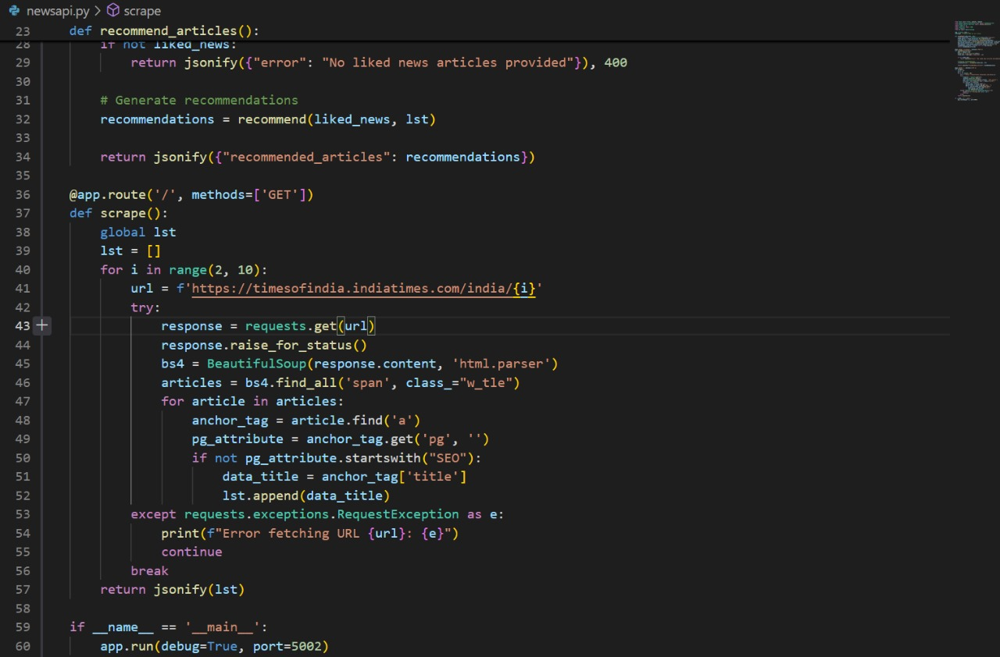 newsapi.py > scrape
23 def recommend_articles():
28 if not liked_news:
29 return jsonify({"error": "No liked news articles provided"}), 400
30
31 # Generate recommendations
32 recommendations = recommend(liked_news, lst)
33
34 return jsonify({"recommended_articles": recommendations})
35
36 @app.route('/', methods=['GET'])
37 def scrape():
38 global lst
39 lst = []
40 for i in range(2, 10):
41 url = f'https://timesofindia.indiatimes.com/india/{i}'
42 try:
43 response = requests.get(url)
44 response.raise_for_status()
45 bs4 = BeautifulSoup(response.content, 'html.parser')
46 articles = bs4.find_all('span', class_="w_tle")
47 for article in articles:
48 anchor_tag = article.find('a')
49 pg_attribute = anchor_tag.get('pg', '')
50 if not pg_attribute.startswith("SEO"):
51 data_title = anchor_tag['title']
52 lst.append(data_title)
53 except requests.exceptions.RequestException as e:
54 print(f"Error fetching URL {url}: {e}")
55 continue
56 break
57 return jsonify(lst)
58
59 if __name__ == '__main__':
60 app.run(debug=True, port=5002)